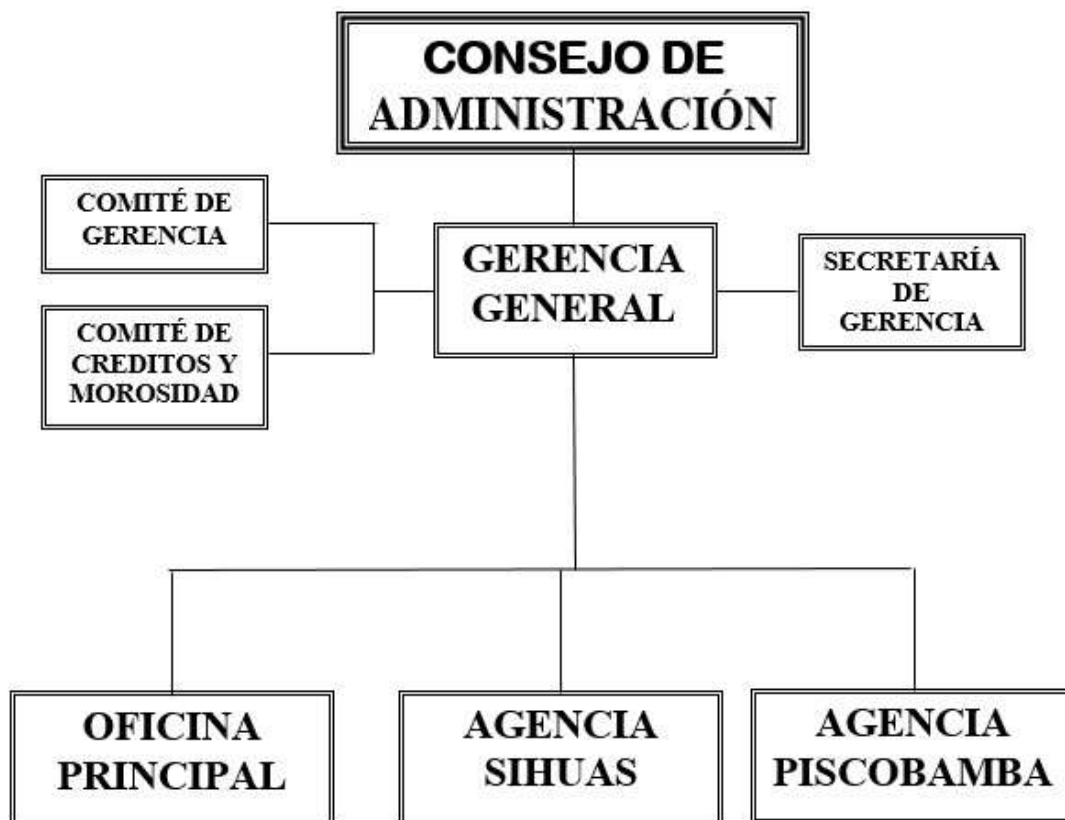 CONSEJO DE
ADMINISTRACIÓN
COMITÉ DE
GERENCIA
GERENCIA
GENERAL
SECRETARÍA
DE
GERENCIA
COMITÉ DE
CREDITOS Y
MOROSIDAD
OFICINA
PRINCIPAL
AGENCIA
SIHUAS
AGENCIA
PISCOBAMBA